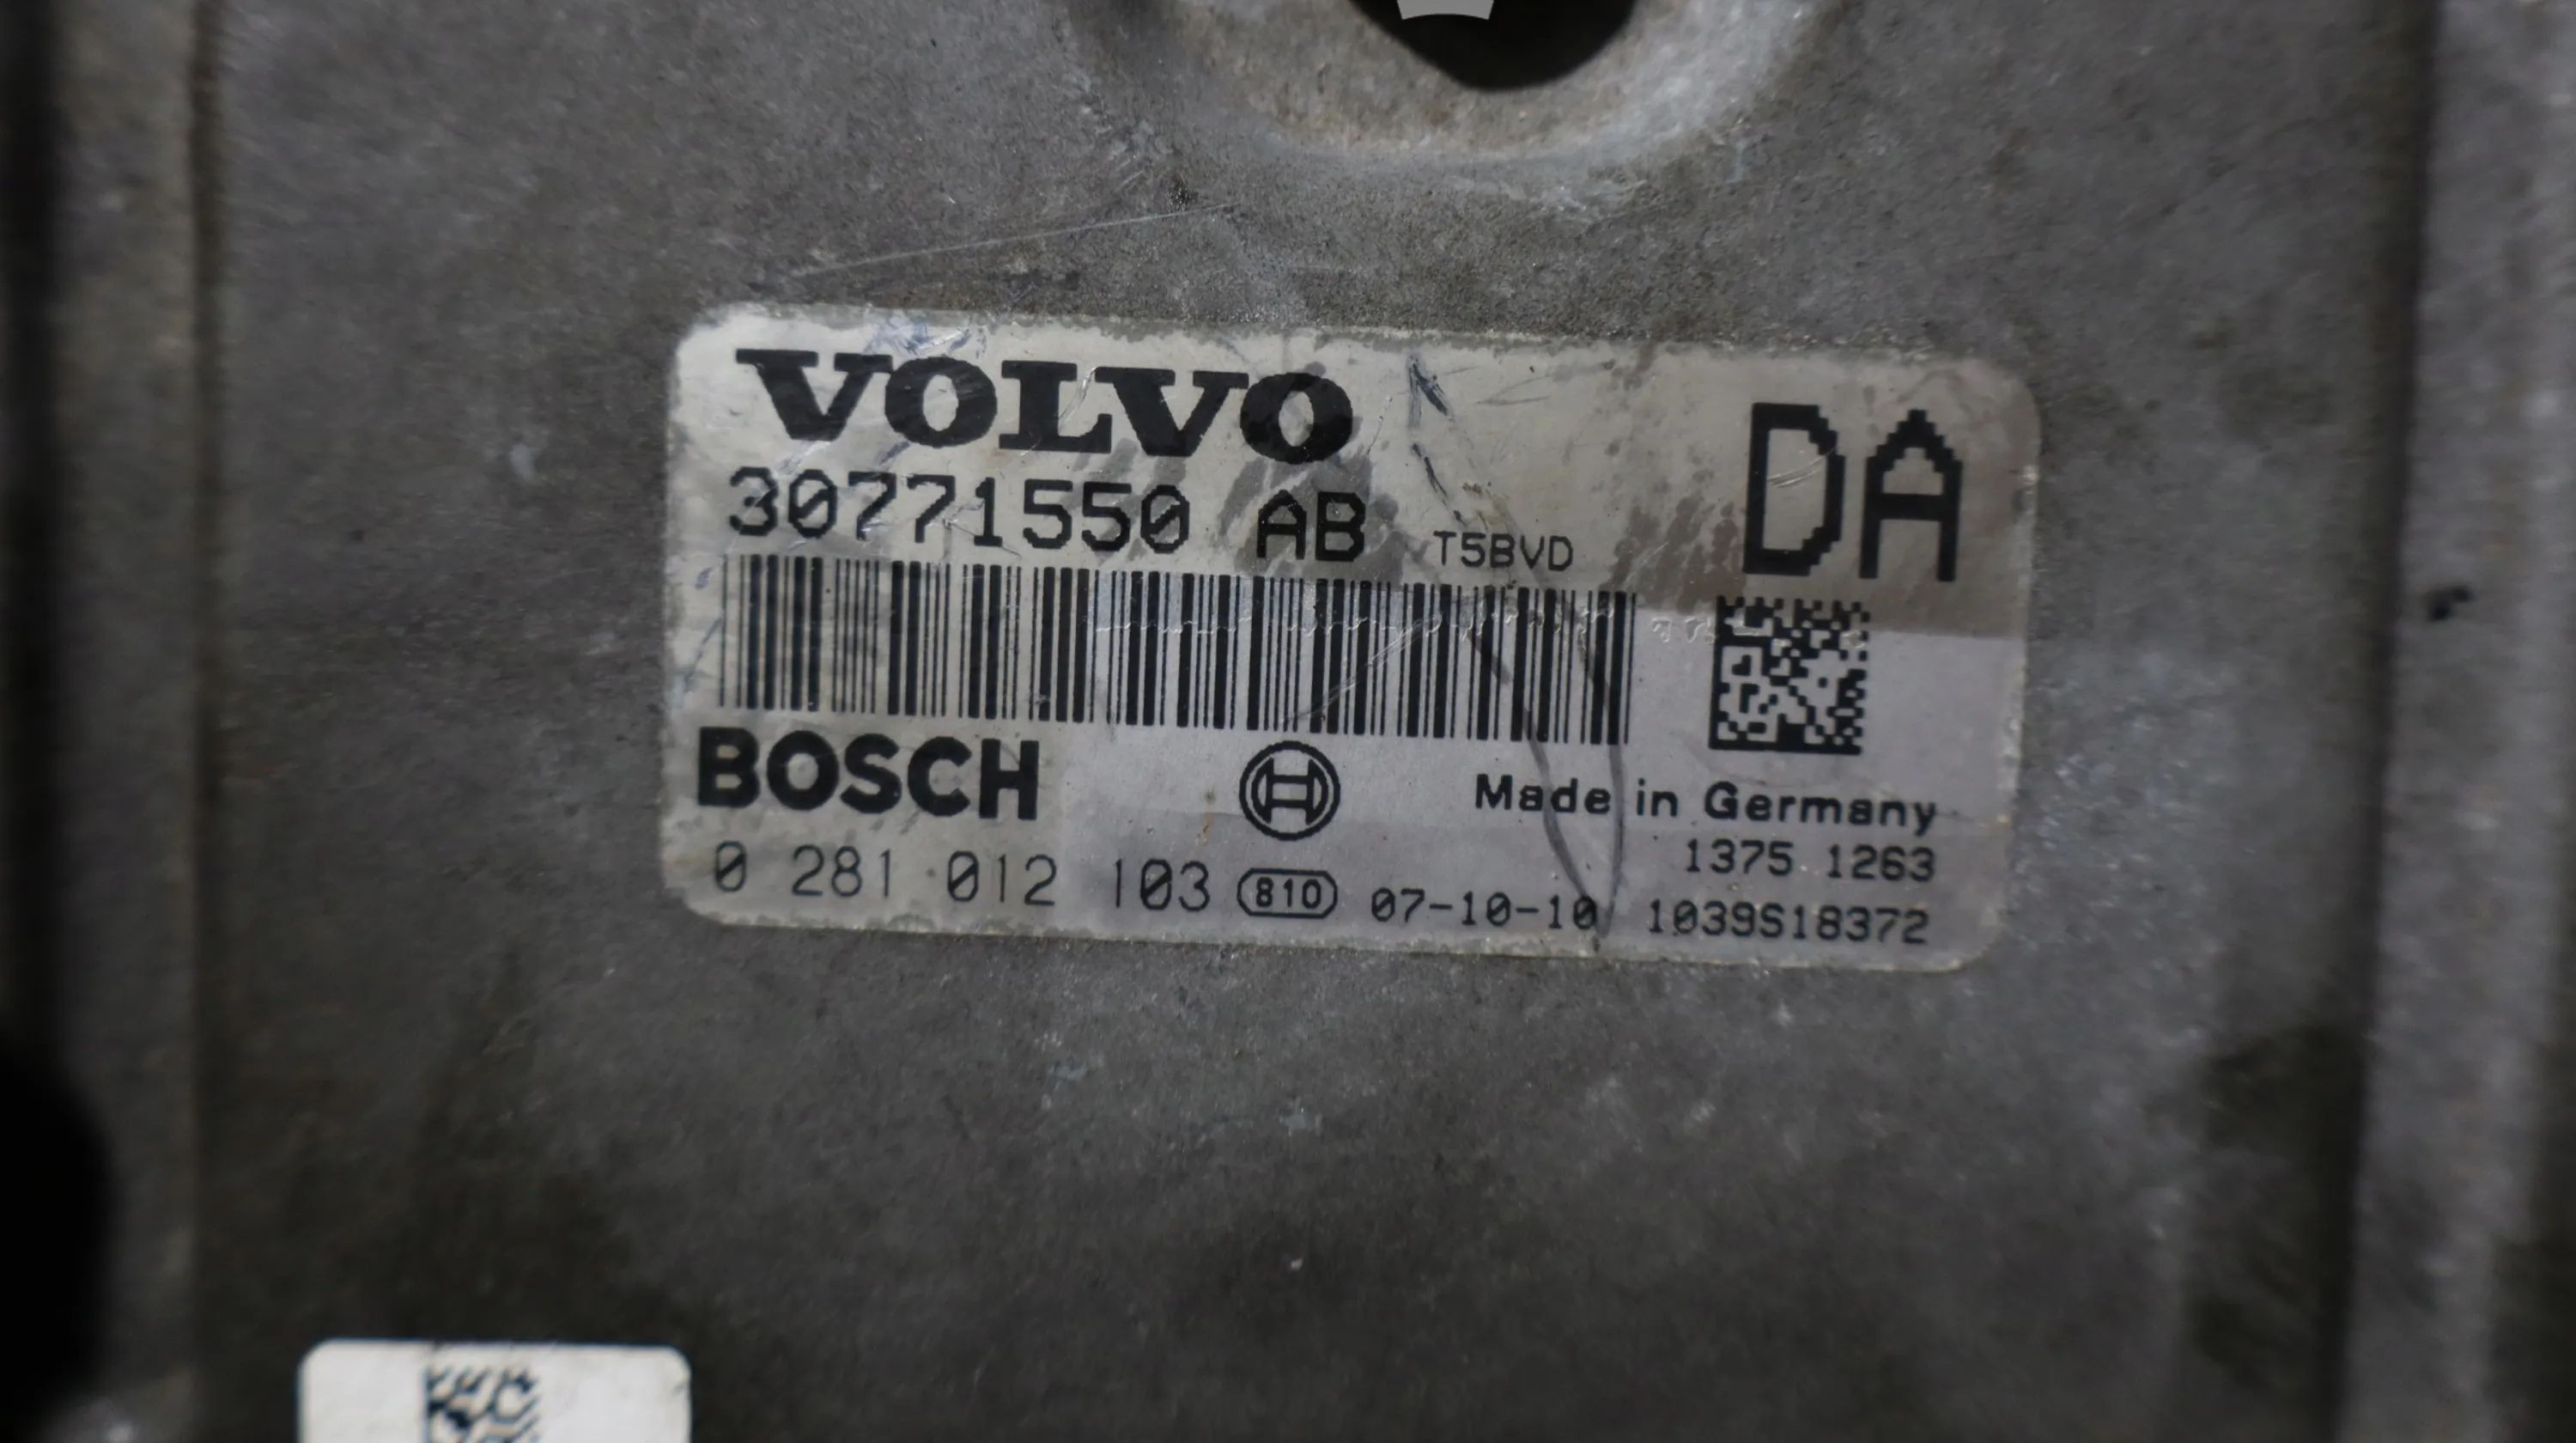 VOLVO
DA
30771550 AB T5BVD
BOSCH
Made in Germany
1375 1263
0 281 012 103 810 07-10-10 1039S18372